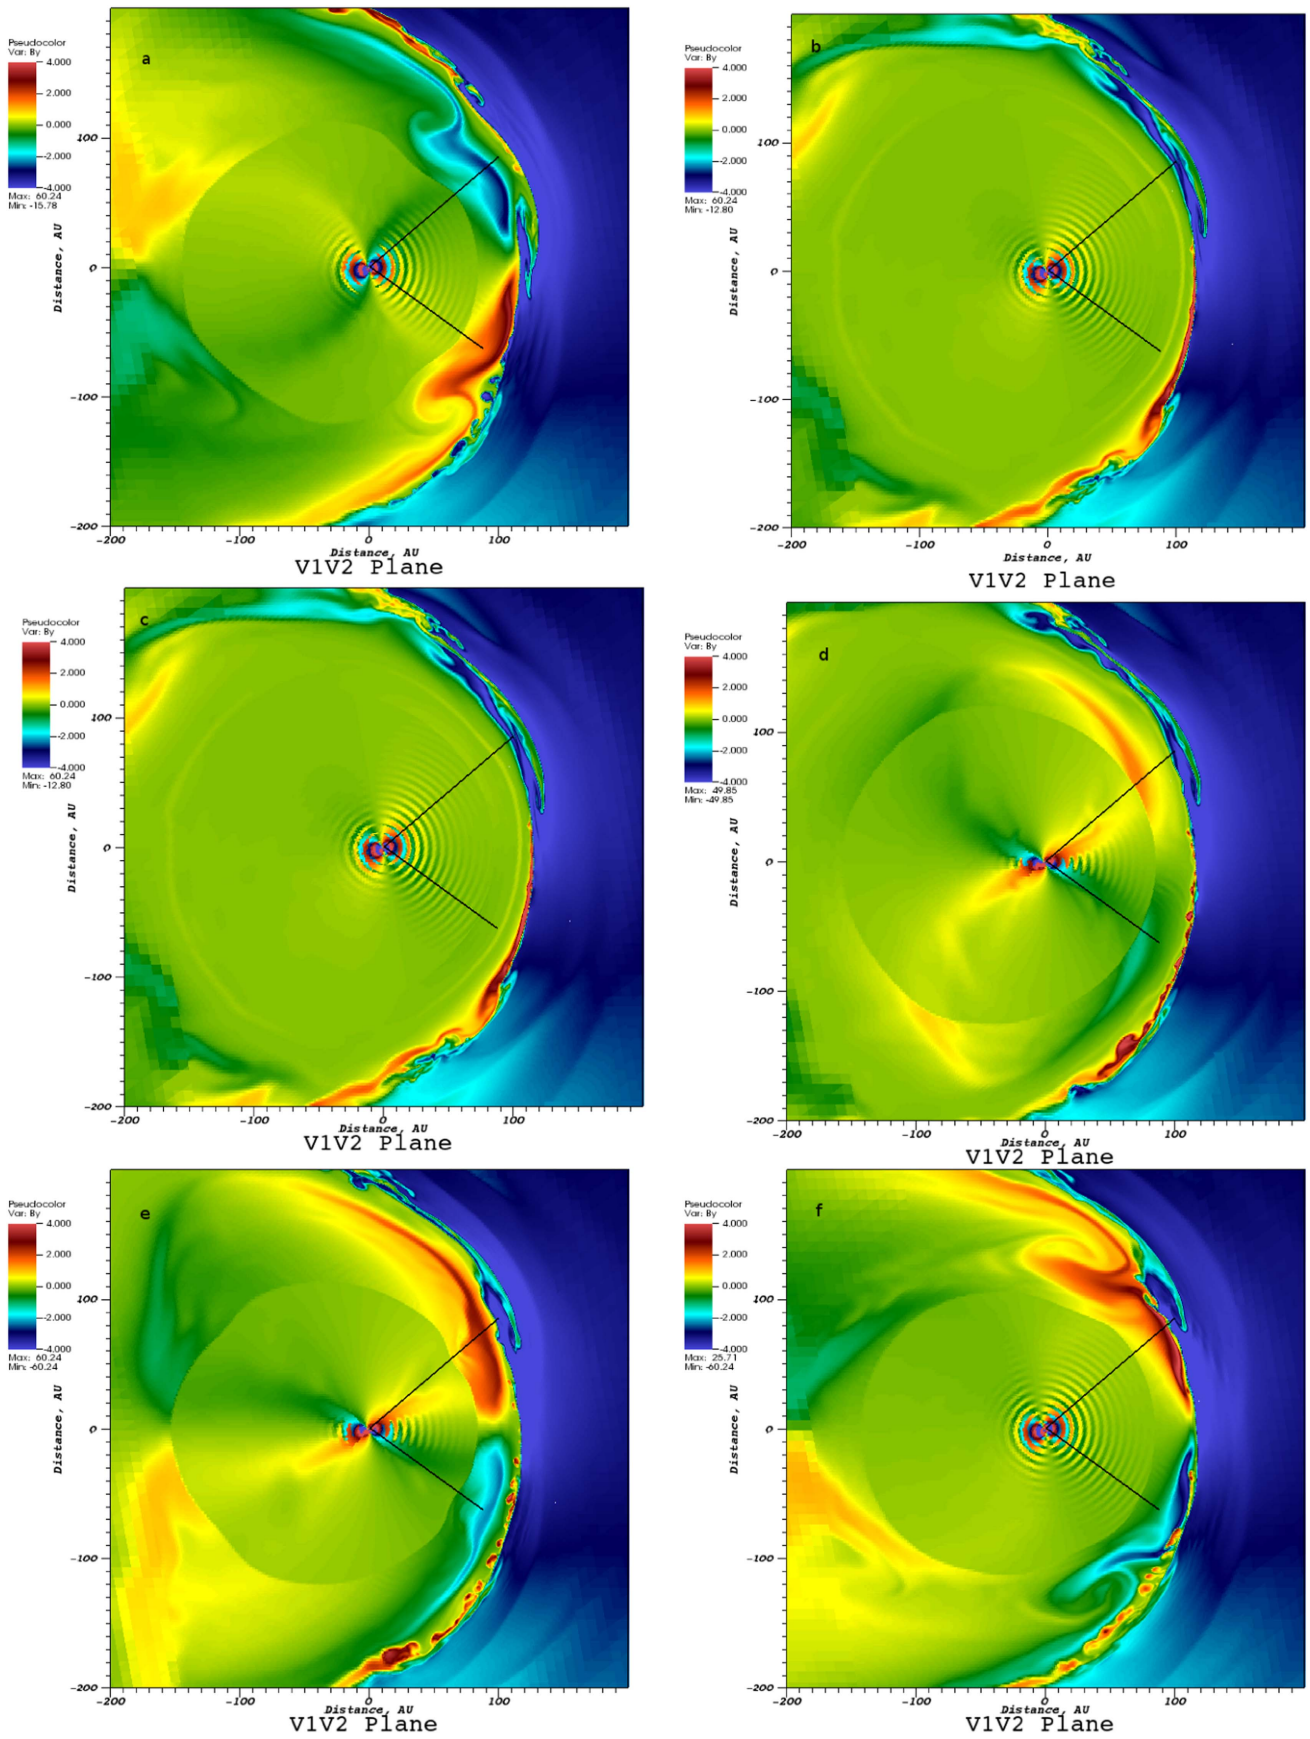 a
Pseudocolor
Var: By
4.000
2.000
0.000
-2.000
-4.000
Max: 60.24
Min: -15.78
Distance, AU
100
0
-100
-200
-200
-100
0
100
Distance, AU
V1V2 Plane
b
Pseudocolor
Var: By
4.000
2.000
0.000
-2.000
-4.000
Max: 60.24
Min: -12.80
Distance, AU
100
0
-100
-200
-200
-100
0
100
Distance, AU
V1V2 Plane
c
Pseudocolor
Var: By
4.000
2.000
0.000
-2.000
-4.000
Max: 60.24
Min: -12.80
Distance, AU
100
0
-100
-200
-200
-100
0
100
Distance, AU
V1V2 Plane
d
Pseudocolor
Var: By
4.000
2.000
0.000
-2.000
-4.000
Max: 49.85
Min: -49.85
Distance, AU
100
0
-100
-200
-200
-100
0
100
Distance, AU
V1V2 Plane
e
Pseudocolor
Var: By
4.000
2.000
0.000
-2.000
-4.000
Max: 60.24
Min: -60.24
Distance, AU
100
0
-100
-200
-200
-100
0
100
Distance, AU
V1V2 Plane
f
Pseudocolor
Var: By
4.000
2.000
0.000
-2.000
-4.000
Max: 25.71
Min: -60.24
Distance, AU
100
0
-100
-200
-200
-100
0
100
Distance, AU
V1V2 Plane